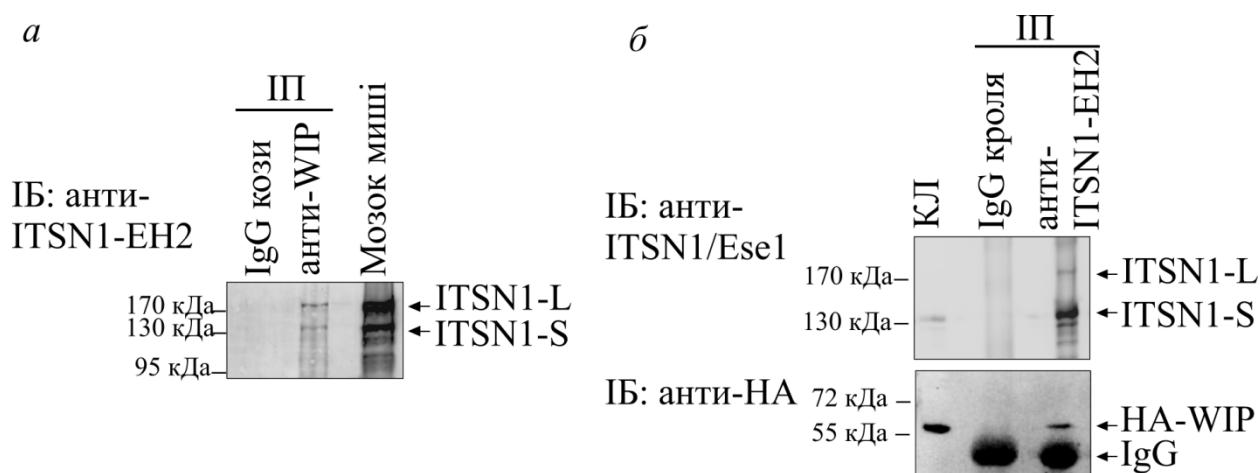 а
ІП
IgG кози
анти-WIP
Мозок миші
ІБ: анти-
ITSN1-EH2
170 кДа
130 кДа
95 кДа
ITSN1-L
ITSN1-S
б
ІП
КЛ
IgG кроля
анти-
ITSN1-EH2
ІБ: анти-
ITSN1/Ese1
170 кДа
130 кДа
ITSN1-L
ITSN1-S
ІБ: анти-HA
72 кДа
55 кДа
HA-WIP
IgG